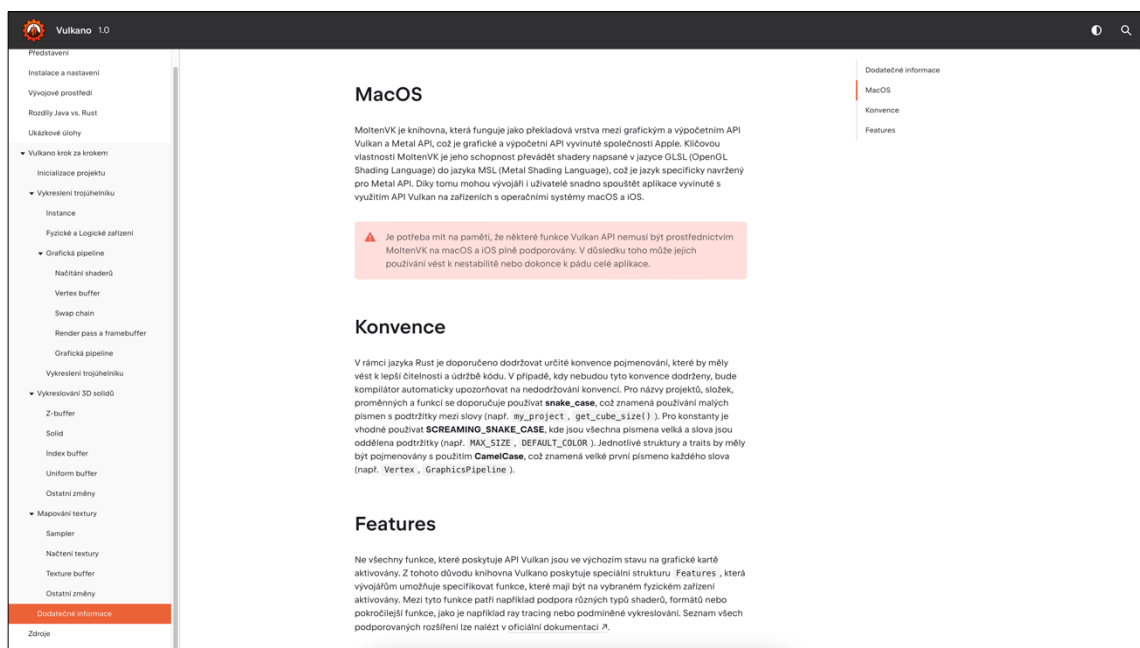 Vulkano 1.0
Představení
Instalace a nastavení
Vývojové prostředí
Rozdíly Java vs. Rust
Ukázkové úlohy
Vulkano krok za krokem
Inicializace projektu
Vykreslení trojúhelníku
Instance
Fyzické a Logické zařízení
Grafická pipeline
Načítání shaderů
Vertex buffer
Swap chain
Render pass a framebuffer
Grafická pipeline
Vykreslení trojúhelníku
Vykreslování 3D solidů
Z-buffer
Solid
Index buffer
Uniform buffer
Ostatní změny
Mapování textury
Sampler
Načtení textury
Texture buffer
Ostatní změny
Dodatečné informace
Zdroje
MacOS
MoltenVK je knihovna, která funguje jako překladová vrstva mezi grafickým a výpočetním API
Vulkan a Metal API, což je grafické a výpočetní API vyvinuté společností Apple. Klíčovou
vlastností MoltenVK je jeho schopnost převádět shadery napsané v jazyce GLSL (OpenGL
Shading Language) do jazyka MSL (Metal Shading Language), což je jazyk specificky navržený
pro Metal API. Díky tomu mohou vývojáři i uživatelé snadno spouštět aplikace vyvinuté s
využitím API Vulkan na zařízeních s operačními systémy macOS a iOS.
Je potřeba mít na paměti, že některé funkce Vulkan API nemusí být prostřednictvím
MoltenVK na macOS a iOS plně podporovány. V důsledku toho může jejich
používání vést k nestabilitě nebo dokonce k pádu celé aplikace.
Konvence
V rámci jazyka Rust je doporučeno dodržovat určité konvence pojmenování, které by měly
vést k lepší čitelnosti a údržbě kódu. V případě, kdy nebudou tyto konvence dodrženy, bude
kompilátor automaticky upozorňovat na nedodržování konvencí. Pro názvy projektů, složek,
proměnných a funkcí se doporučuje používat snake_case, což znamená používání malých
písmen s podtržítky mezi slovy (např. my_project , get_cube_size() ). Pro konstanty je
vhodné používat SCREAMING_SNAKE_CASE, kde jsou všechna písmena velká a slova jsou
oddělena podtržítky (např. MAX_SIZE , DEFAULT_COLOR ). Jednotlivé struktury a traits by měly
být pojmenovány s použitím CamelCase, což znamená velké první písmeno každého slova
(např. Vertex , GraphicsPipeline ).
Features
Ne všechny funkce, které poskytuje API Vulkan jsou ve výchozím stavu na grafické kartě
aktivovány. Z tohoto důvodu knihovna Vulkano poskytuje speciální strukturu Features , která
vývojářům umožňuje specifikovat funkce, které mají být na vybraném fyzickém zařízení
aktivovány. Mezi tyto funkce patří například podpora různých typů shaderů, formátů nebo
pokročilejší funkce, jako je například ray tracing nebo podmíněné vykreslování. Seznam všech
podporovaných rozšíření lze nalézt v oficiální dokumentaci ↗.
Dodatečné informace
MacOS
Konvence
Features